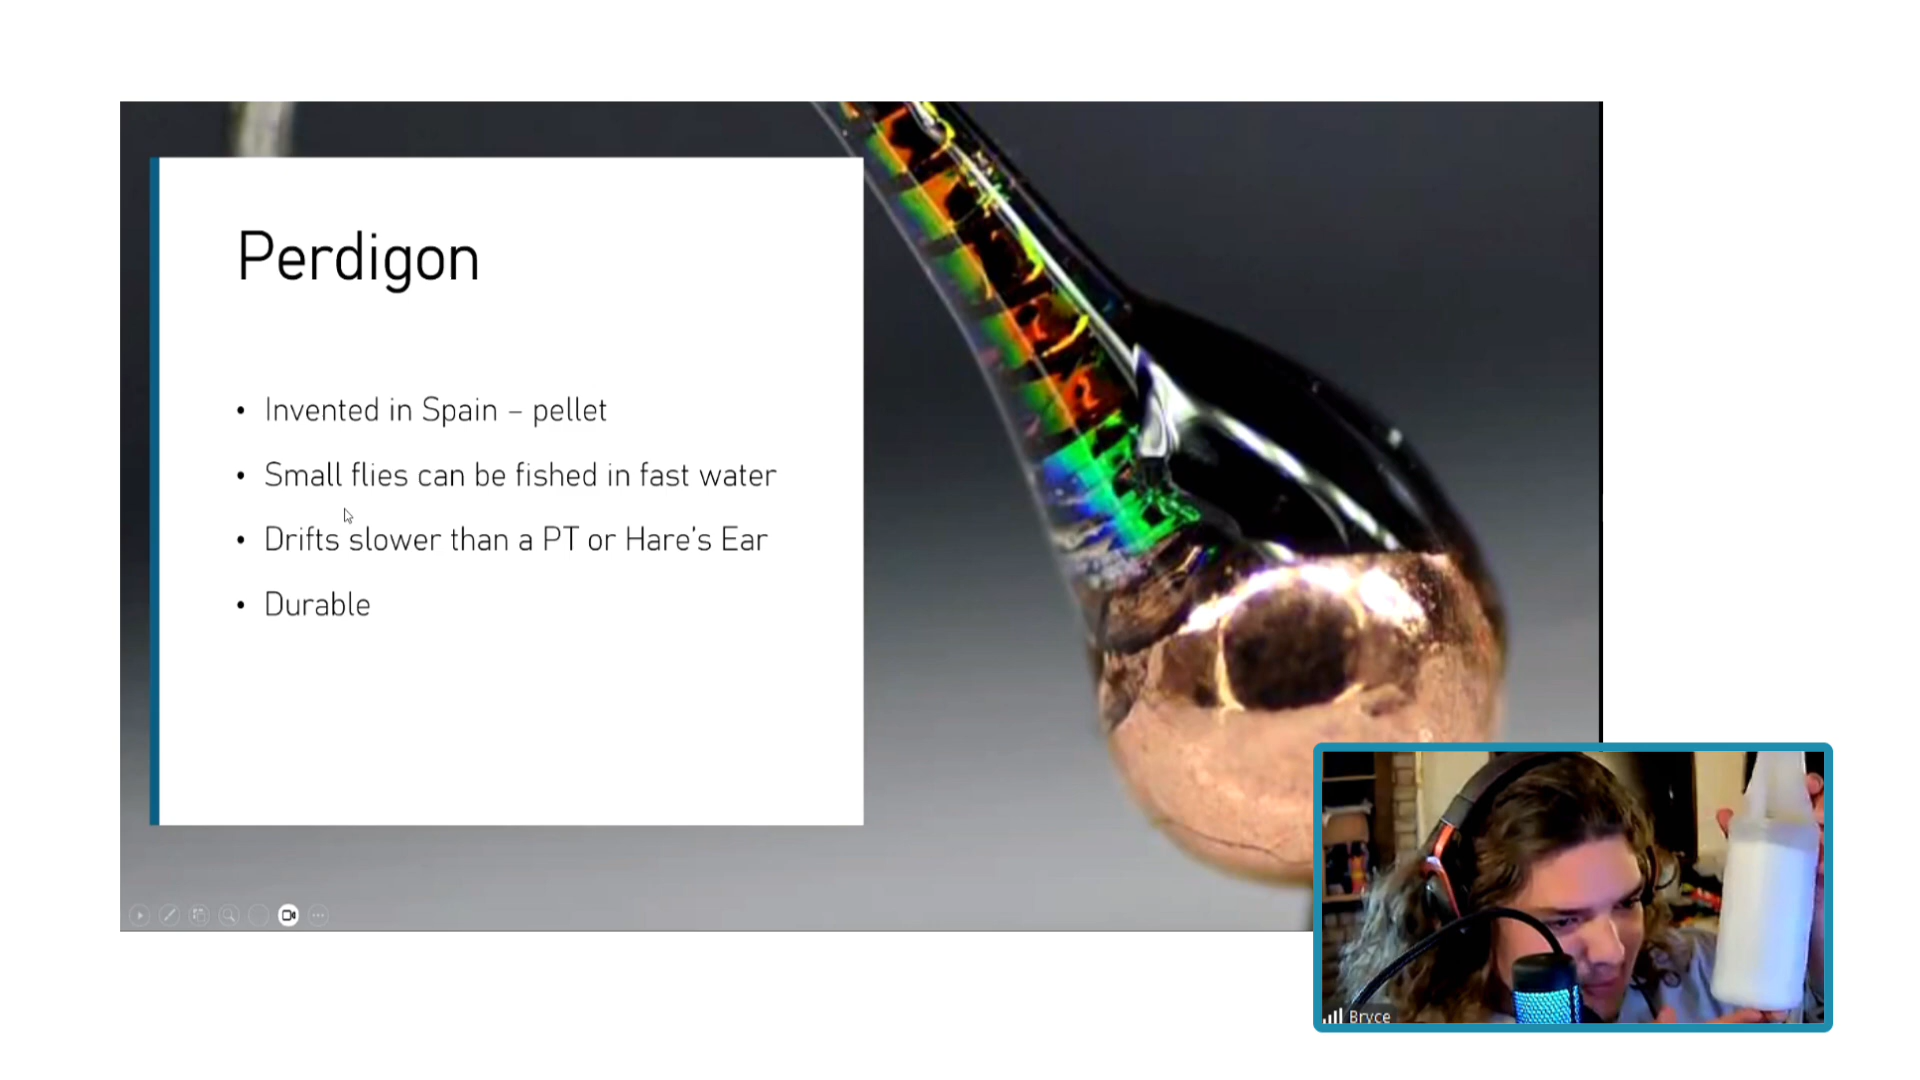 Perdigon
• Invented in Spain – pellet
• Small flies can be fished in fast water
• Drifts slower than a PT or Hare's Ear
• Durable
Bryce